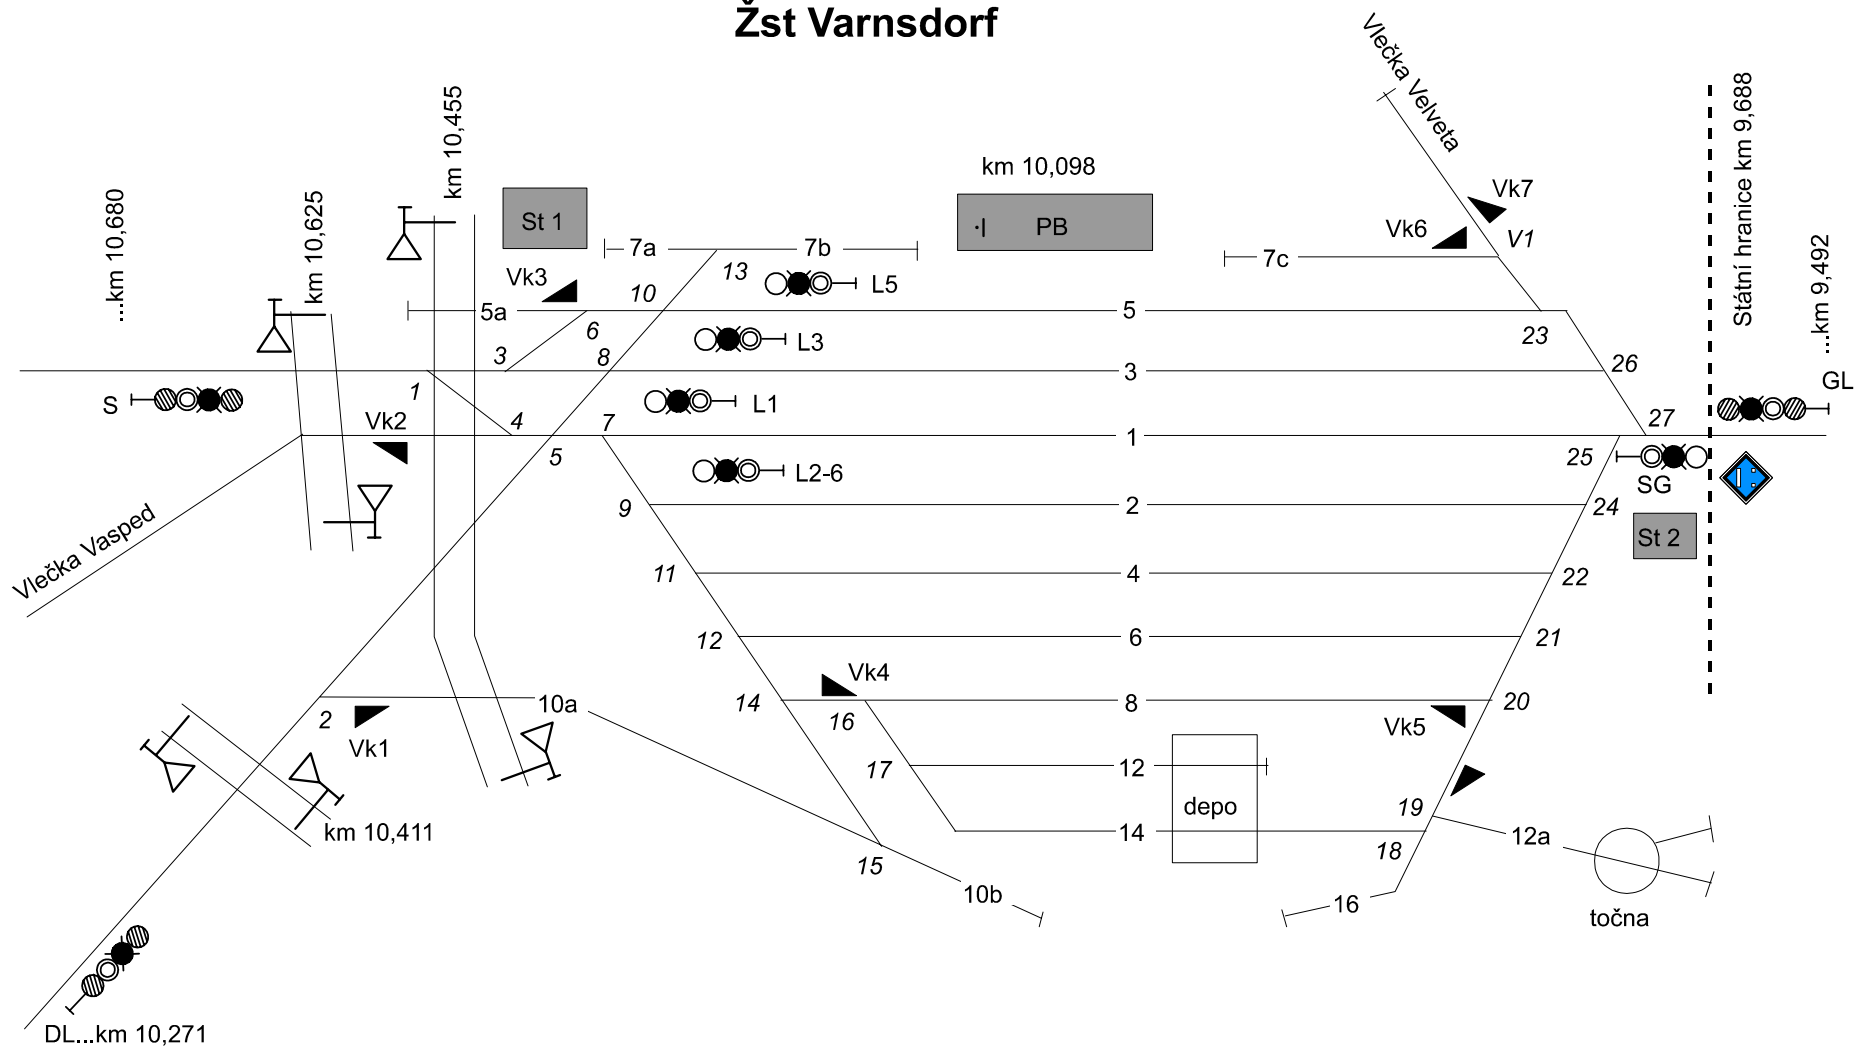 Žst Varnsdorf
Vlečka Velveta
Státní hranice km 9,688
km 10,455
km 10,098
...km 10,680
km 10,625
St 1
PB
Vk7
Vk6
V1
...km 9,492
7a
7b
7c
13
Vk3
10
L5
5a
5
6
23
L3
3
8
3
26
1
GL
S
L1
Vk2
4
7
1
27
5
25
L2-6
SG
9
2
24
St 2
Vlečka Vasped
11
4
22
12
6
21
Vk4
10a
14
16
8
20
2
Vk1
Vk5
17
12
depo
19
km 10,411
14
12a
18
15
10b
16
točna
DL...km 10,271